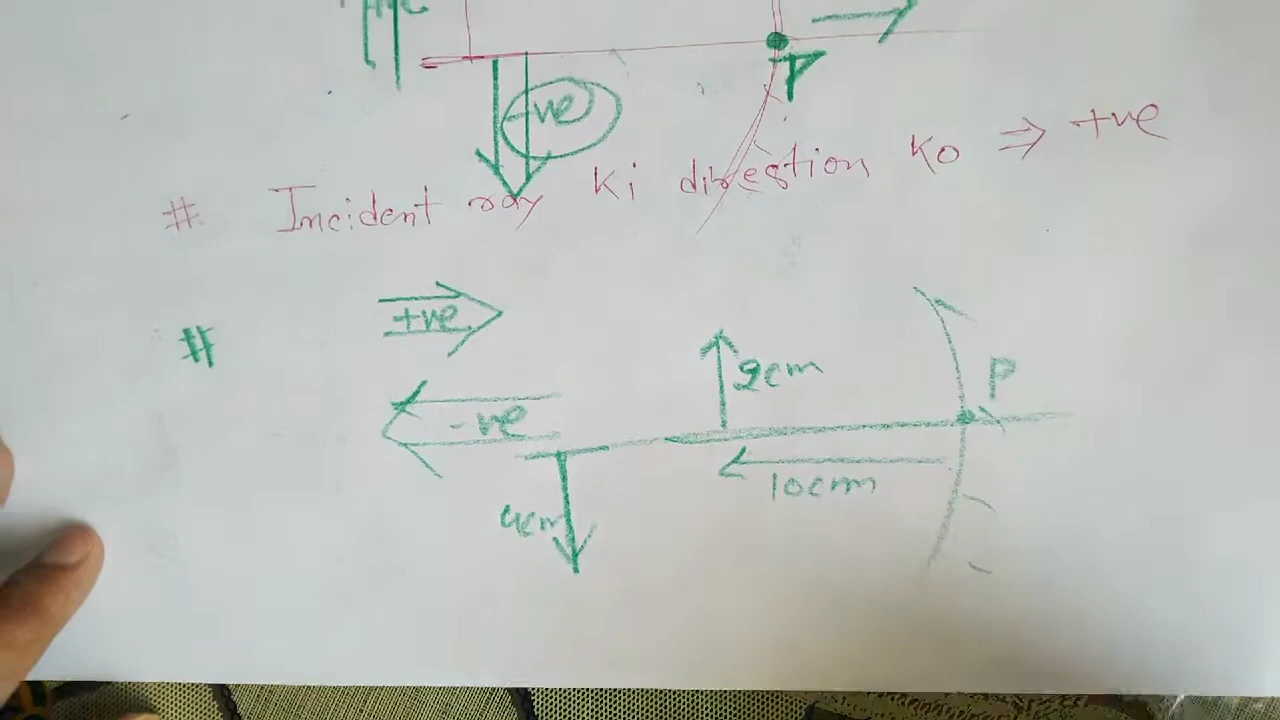 P
-ve
# Incident ray Ki direction Ko ⇒ +ve
#
+ve
2cm
P
-ve
10cm
4cm